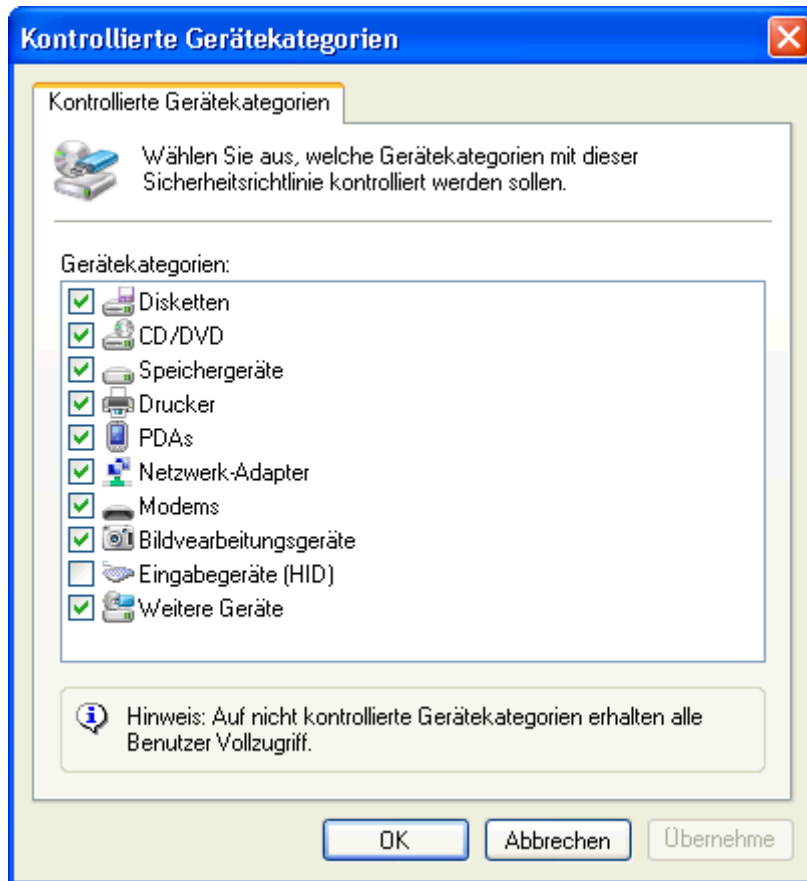 Kontrollierte Gerätekategorien
Kontrollierte Gerätekategorien
Wählen Sie aus, welche Gerätekategorien mit dieser
Sicherheitsrichtlinie kontrolliert werden sollen.
Gerätekategorien:
Disketten
CD/DVD
Speichergeräte
Drucker
PDAs
Netzwerk-Adapter
Modems
Bildvearbeitungsgeräte
Eingabegeräte (HID)
Weitere Geräte
Hinweis: Auf nicht kontrollierte Gerätekategorien erhalten alle
Benutzer Vollzugriff.
OK
Abbrechen
Übernehme